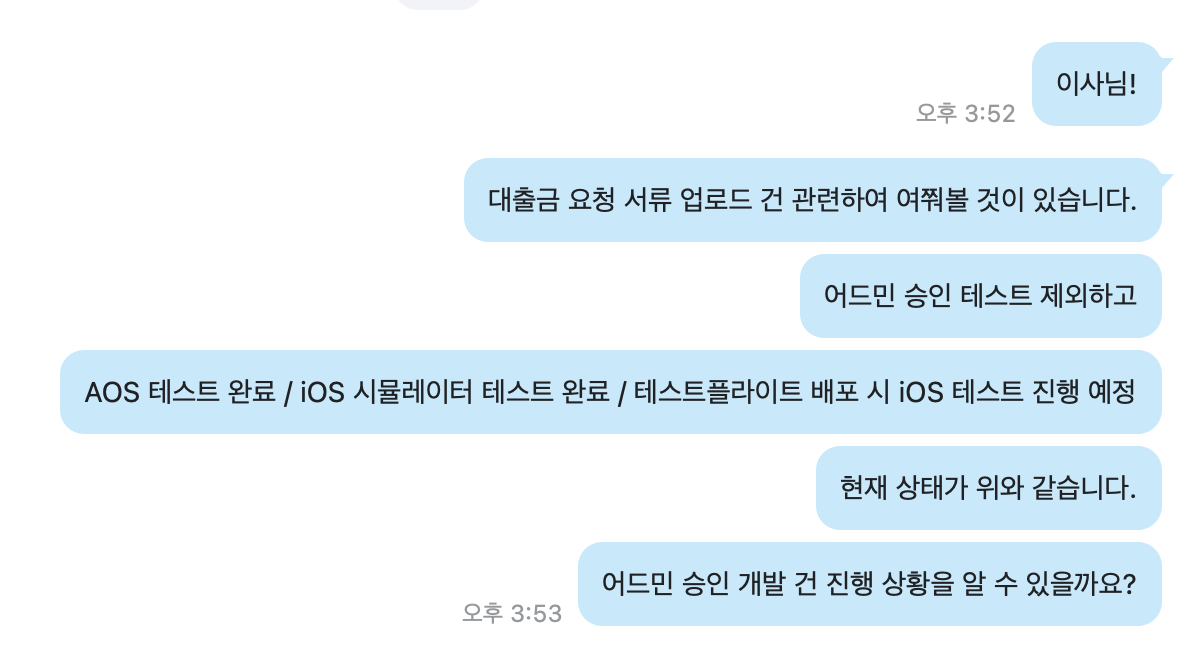 이사님!
오후 3:52
대출금 요청 서류 업로드 건 관련하여 여쭤볼 것이 있습니다.
어드민 승인 테스트 제외하고
AOS 테스트 완료 / iOS 시뮬레이터 테스트 완료 / 테스트플라이트 배포 시 iOS 테스트 진행 예정
현재 상태가 위와 같습니다.
어드민 승인 개발 건 진행 상황을 알 수 있을까요?
오후 3:53